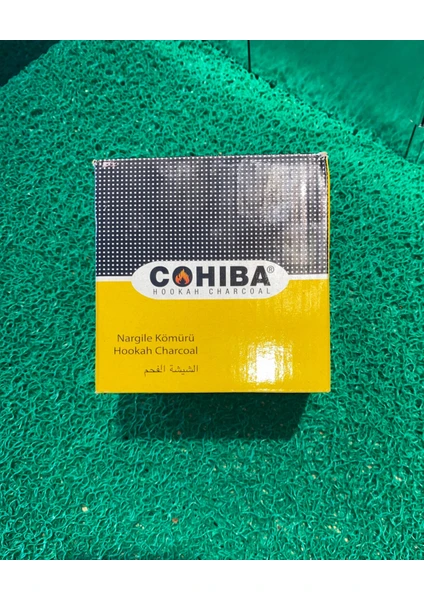 COHIBA®
HOOKAH CHARCOAL
Nargile Kömürü
Hookah Charcoal
الشيشة الفحم